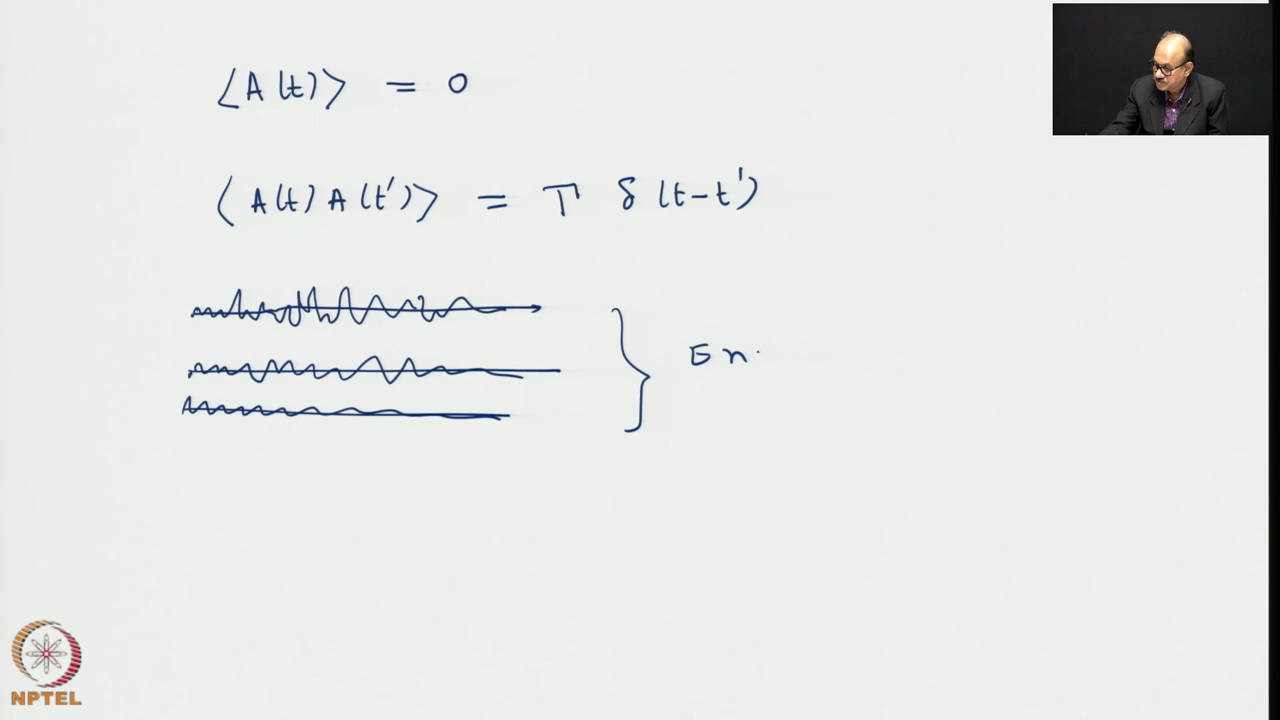 ⟨A(t)⟩ = 0
⟨A(t) A(t')⟩ = Γ δ(t-t')
En
NPTEL